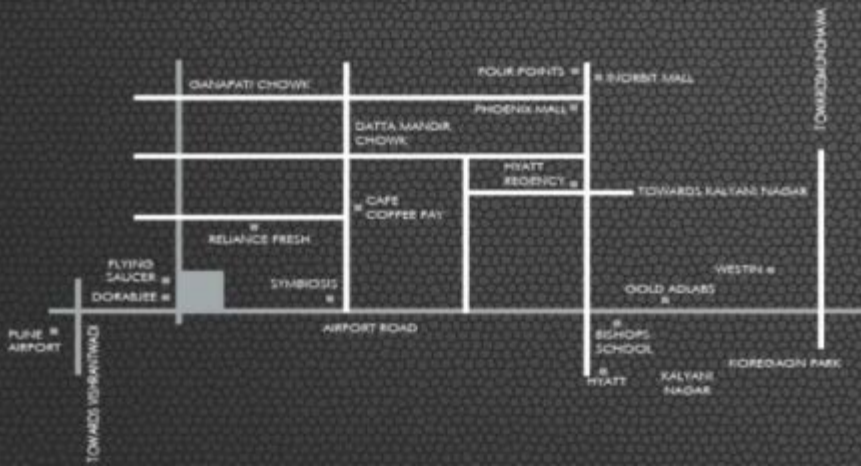 FOUR POINTS
INORBIT MALL
GANAPATI CHOWK
PHOENIX MALL
DATTA MANDIR
CHOWK
HYATT
REGENCY
TOWARDS KALYANI NAGAR
CAFE
COFFEE PAY
RELIANCE FRESH
FLYING
SAUCER
SYMBIOSIS
DORABJEE
WESTIN
GOLD ADLABS
PUNE
AIRPORT
AIRPORT ROAD
BISHOPS
SCHOOL
KOREGAON PARK
HYATT
KALYANI
NAGAR
TOWARDS VISHRANTWADI